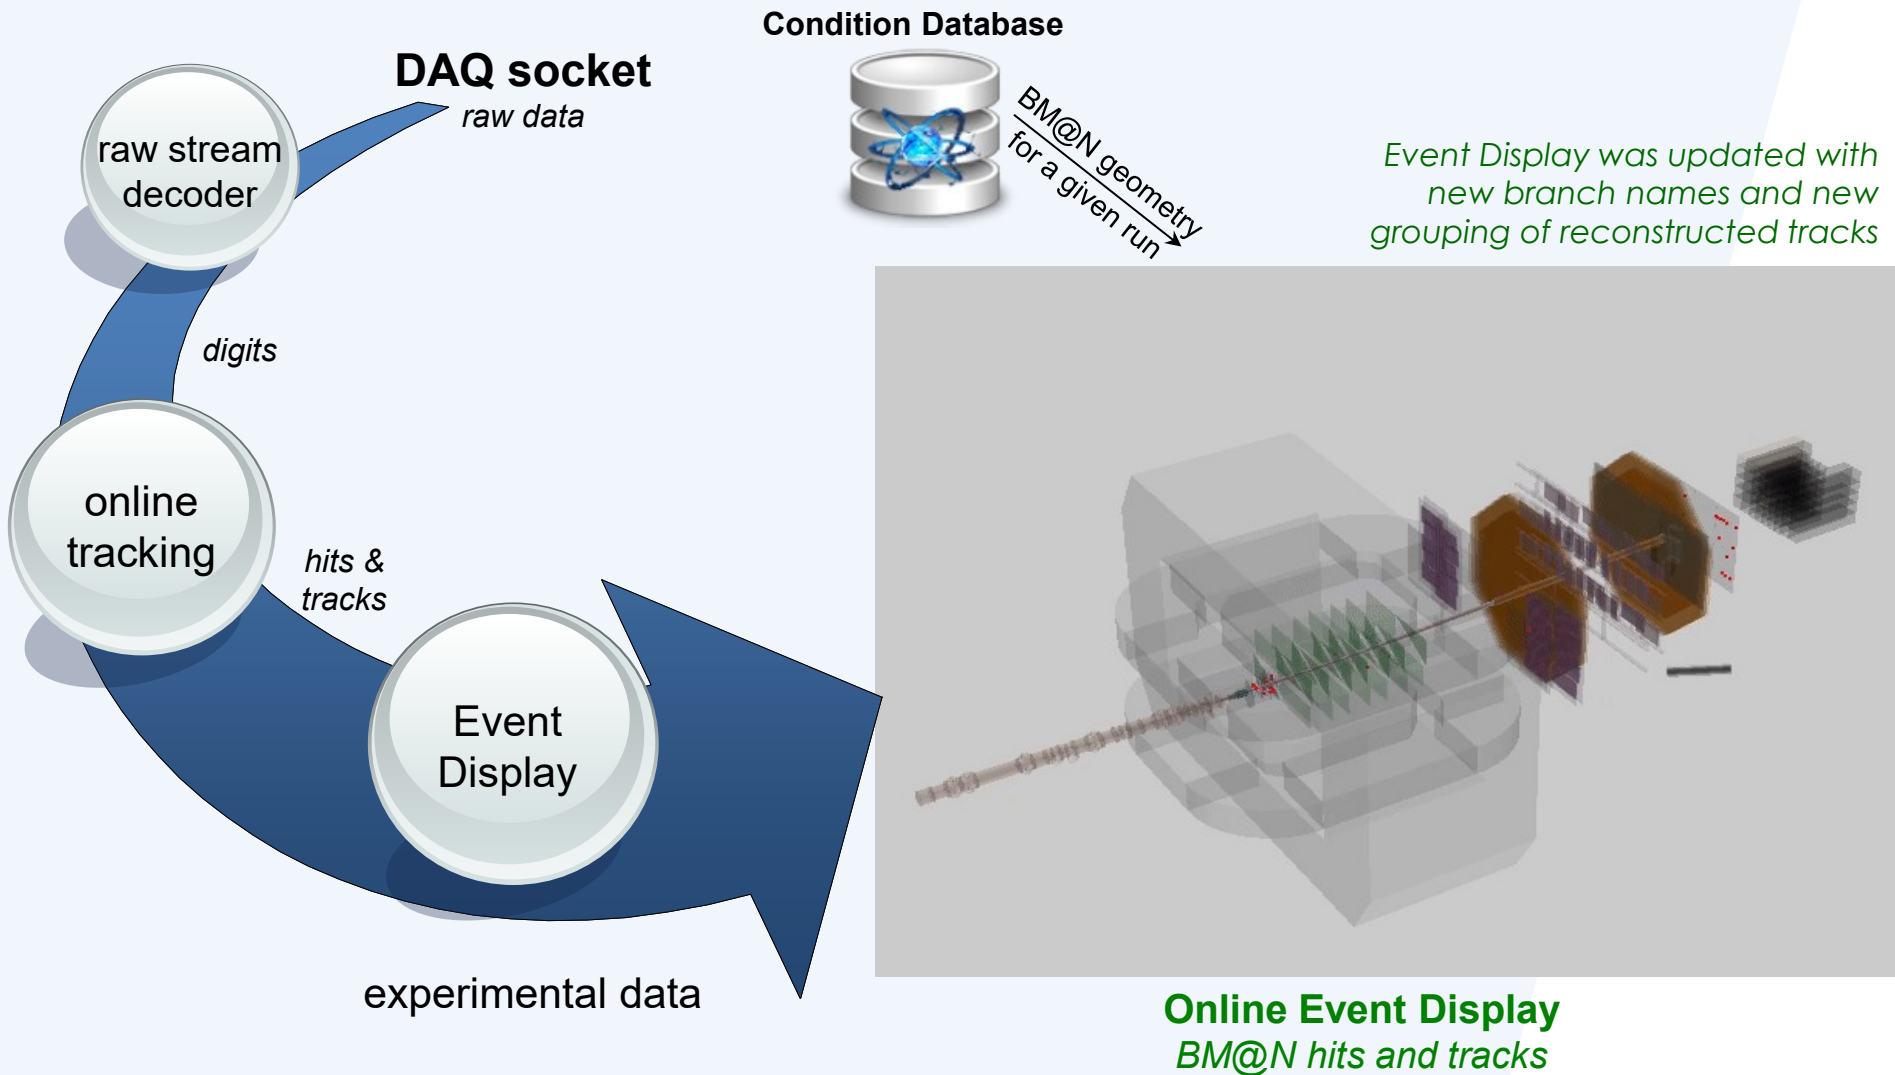 Condition Database
DAQ socket
raw data
raw stream
decoder
BM@N geometry
for a given run
Event Display was updated with
new branch names and new
grouping of reconstructed tracks
digits
online
tracking
hits &
tracks
Event
Display
experimental data
Online Event Display
BM@N hits and tracks